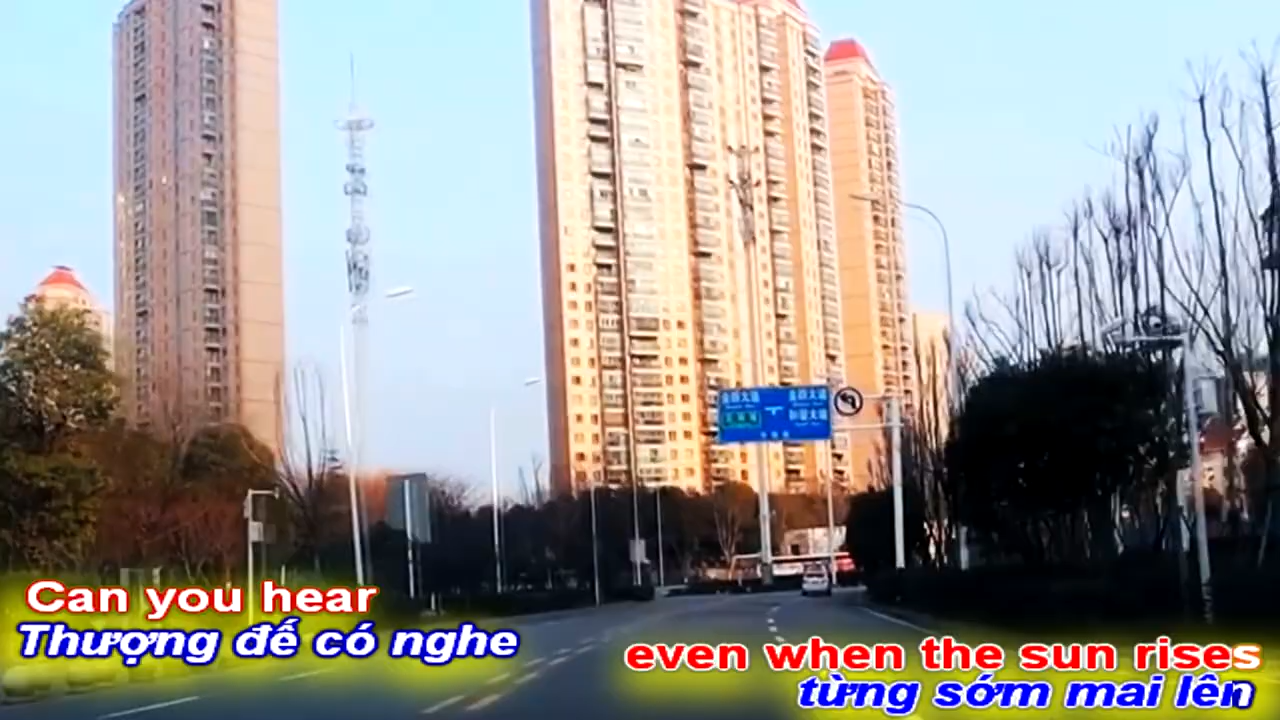 Can you hear
Thượng đế có nghe
even when the sun rises
từng sớm mai lên